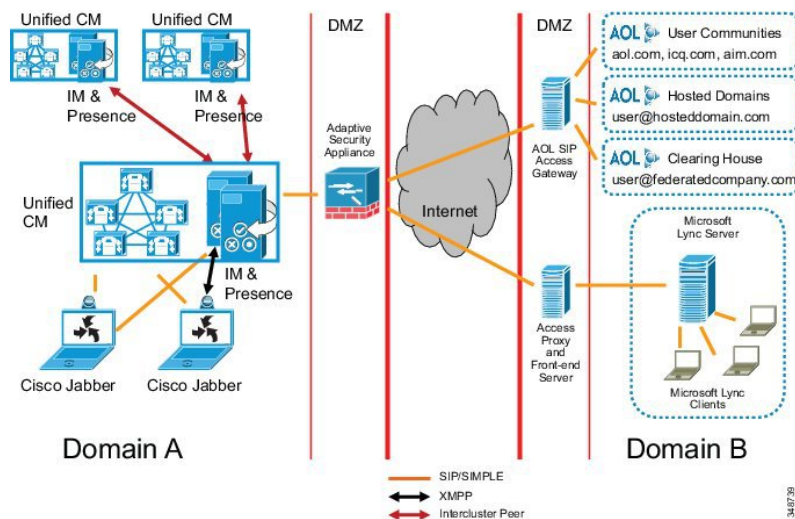 Unified CM
Unified CM
IM &
Presence
IM &
Presence
Unified
CM
IM &
Presence
Cisco Jabber
Cisco Jabber
Domain A
DMZ
Adaptive
Security
Appliance
Internet
DMZ
AOL SIP
Access
Gateway
Access
Proxy
and
Front-end
Server
AOL User Communities
aol.com, icq.com, aim.com
AOL Hosted Domains
user@hosteddomain.com
AOL Clearing House
user@federatedcompany.com
Microsoft
Lync Server
Microsoft Lync
Clients
Domain B
SIP/SIMPLE
XMPP
Intercluster Peer
348739